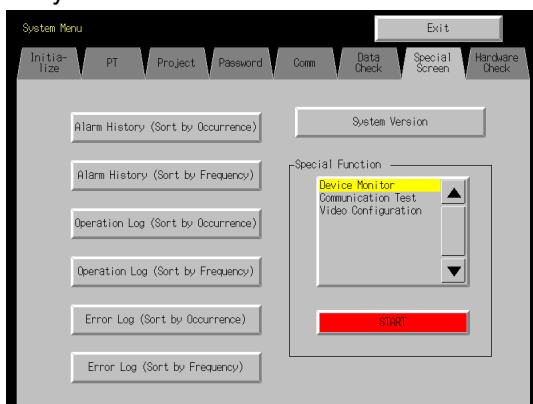 System Menu
Exit
Initia-
lize
PT
Project
Password
Comm
Data
Check
Special
Screen
Hardware
Check
Alarm History (Sort by Occurrence)
Alarm History (Sort by Frequency)
Operation Log (Sort by Occurrence)
Operation Log (Sort by Frequency)
Error Log (Sort by Occurrence)
Error Log (Sort by Frequency)
System Version
Special Function
Device Monitor
Communication Test
Video Configuration
START